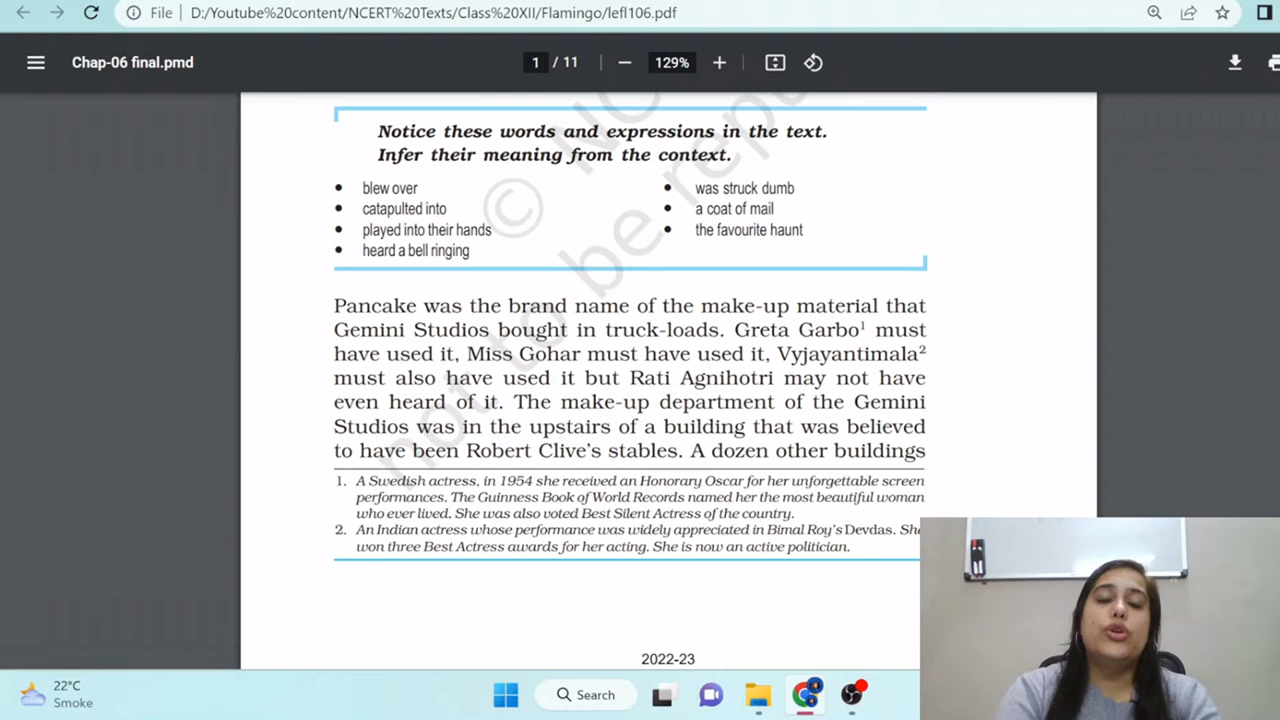 File | D:/Youtube%20content/NCERT%20Texts/Class%20XII/Flamingo/lefl106.pdf
Chap-06 final.pmd
1 / 11
129%
Notice these words and expressions in the text.
Infer their meaning from the context.
• blew over
• catapulted into
• played into their hands
• heard a bell ringing
• was struck dumb
• a coat of mail
• the favourite haunt
Pancake was the brand name of the make-up material that
Gemini Studios bought in truck-loads. Greta Garbo1 must
have used it, Miss Gohar must have used it, Vyjayantimala2
must also have used it but Rati Agnihotri may not have
even heard of it. The make-up department of the Gemini
Studios was in the upstairs of a building that was believed
to have been Robert Clive's stables. A dozen other buildings
1. A Swedish actress, in 1954 she received an Honorary Oscar for her unforgettable screen
performances. The Guinness Book of World Records named her the most beautiful woman
who ever lived. She was also voted Best Silent Actress of the country.
2. An Indian actress whose performance was widely appreciated in Bimal Roy's Devdas. She
won three Best Actress awards for her acting. She is now an active politician.
2022-23
© NC
not to be repu
22°C
Smoke
Search